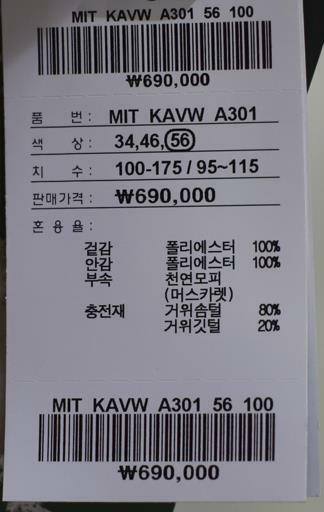 MIT KAVW A301 56 100
₩690,000
품 번 : MIT KAVW A301
색 상 : 34,46,56
치 수 : 100-175 / 95~115
판매가격 : ₩690,000
혼 용 율 :
겉감 폴리에스터 100%
안감 폴리에스터 100%
부속 천연모피
(머스카렛)
충전재 거위솜털 80%
거위깃털 20%
MIT KAVW A301 56 100
₩690,000